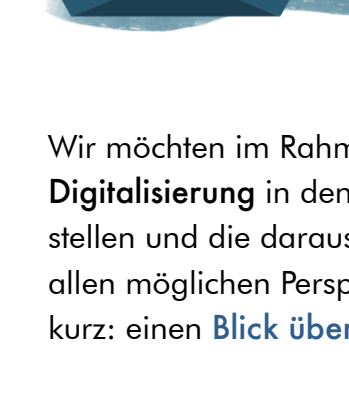 Wir möchten im Rahm
Digitalisierung in den
stellen und die daraus
allen möglichen Persp
kurz: einen Blick über